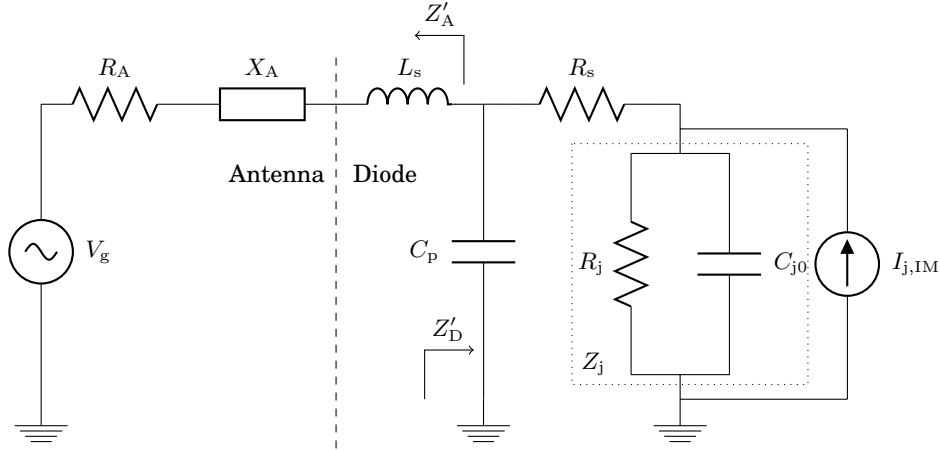 Z′A
RA
XA
Ls
Rs
Antenna
Diode
Vg
Cp
Rj
Cj0
Ij,IM
Z′D
Zj